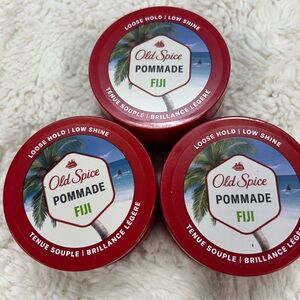 LOOSE HOLD | LOW SHINE
Old Spice
POMMADE
FIJI
TENUE SOUPLE | BRILLANCE LÉGÈRE
LOOSE HOLD | LOW SHINE
Old Spice
POMMADE
FIJI
TENUE SOUPLE | BRILLANCE LÉGÈRE
LOOSE HOLD | LOW SHINE
Old Spice
POMMADE
FIJI
TENUE SOUPLE | BRILLANCE LÉGÈRE